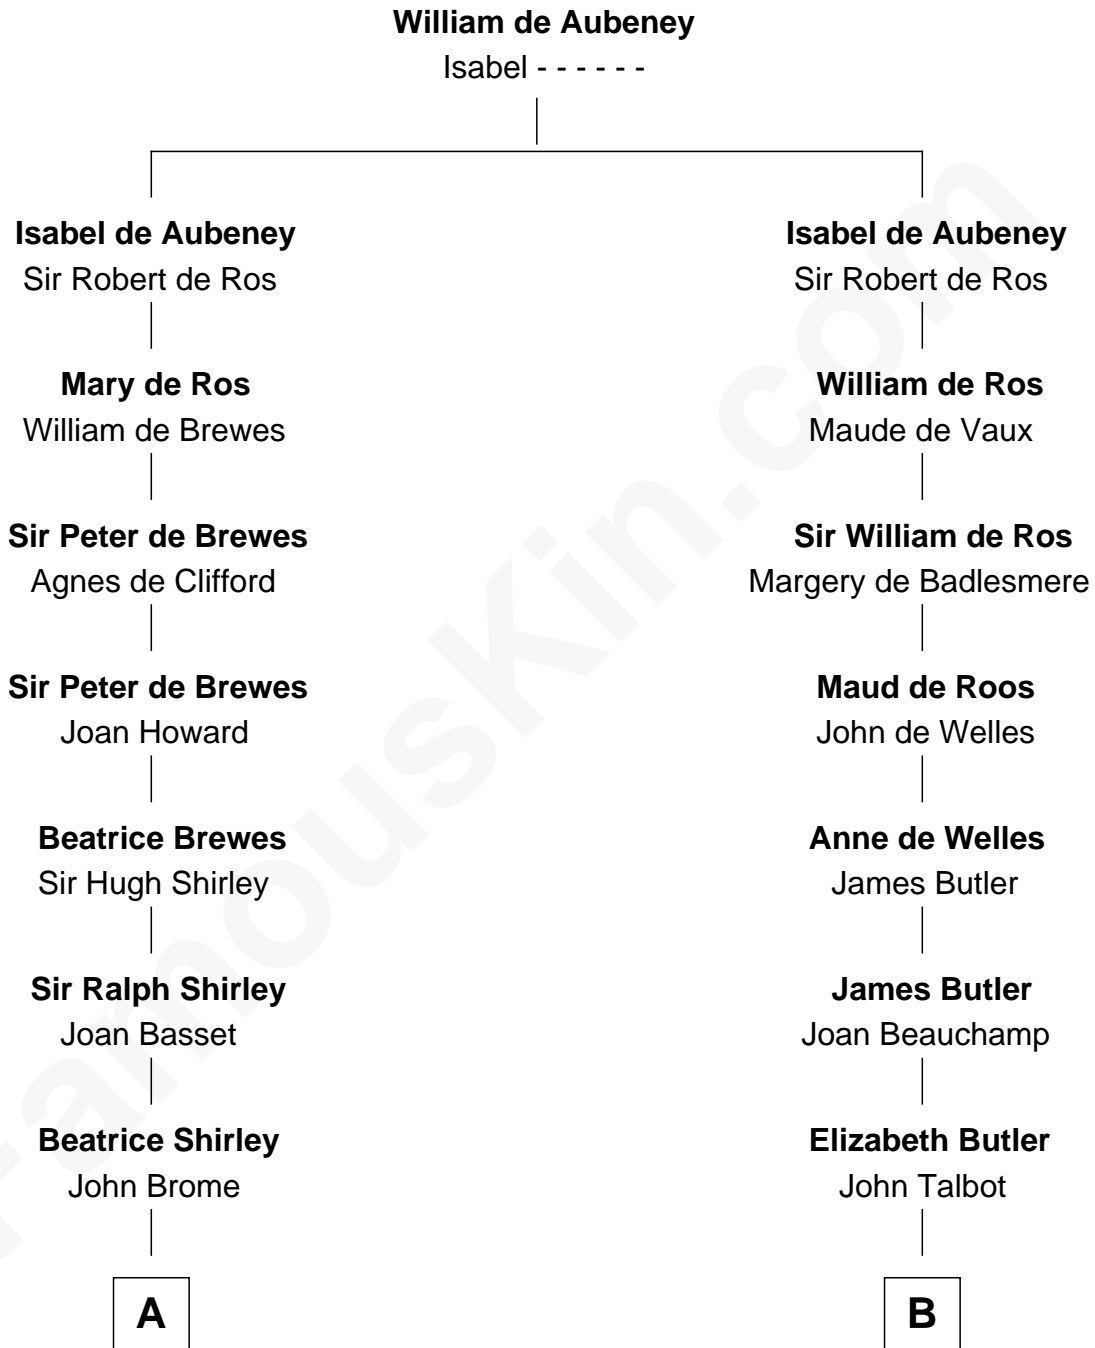 William de Aubeney
Isabel - - - - - -
Isabel de Aubeney
Sir Robert de Ros
Isabel de Aubeney
Sir Robert de Ros
Mary de Ros
William de Brewes
William de Ros
Maude de Vaux
Sir Peter de Brewes
Agnes de Clifford
Sir William de Ros
Margery de Badlesmere
Sir Peter de Brewes
Joan Howard
Maud de Roos
John de Welles
Beatrice Brewes
Sir Hugh Shirley
Anne de Welles
James Butler
Sir Ralph Shirley
Joan Basset
James Butler
Joan Beauchamp
Beatrice Shirley
John Brome
Elizabeth Butler
John Talbot
A
B
FamousKin.com